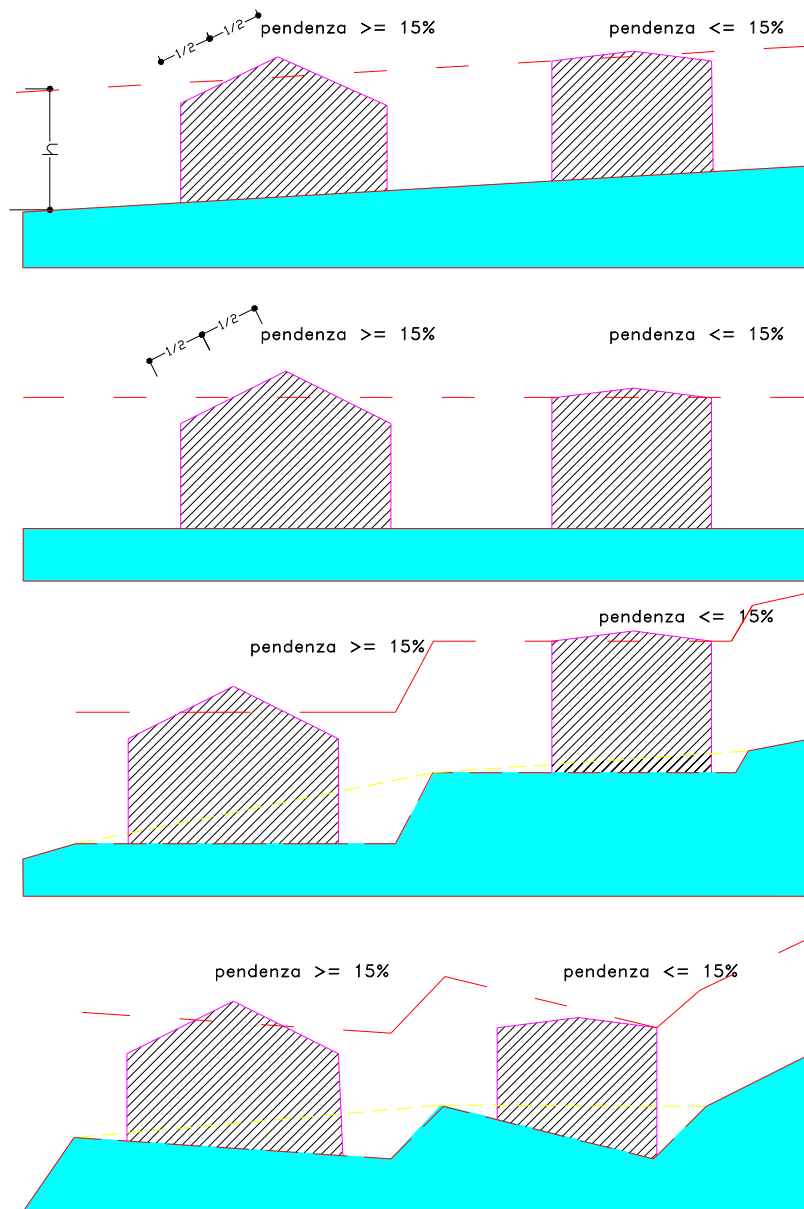 1/2 1/2
pendenza >= 15% pendenza <= 15%
h
1/2 1/2
pendenza >= 15% pendenza <= 15%
pendenza <= 15%
pendenza >= 15%
pendenza >= 15% pendenza <= 15%